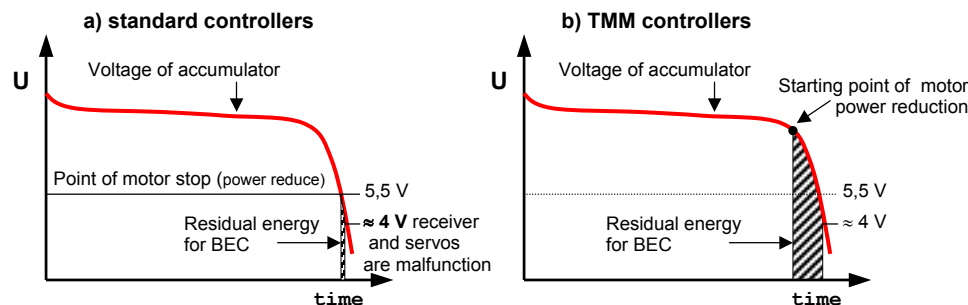 a) standard controllers
U
Voltage of accumulator
Point of motor stop (power reduce)
5,5 V
≈ 4 V receiver
and servos
are malfunction
Residual energy
for BEC
time
b) TMM controllers
U
Voltage of accumulator
Starting point of motor
power reduction
5,5 V
≈ 4 V
Residual energy
for BEC
time